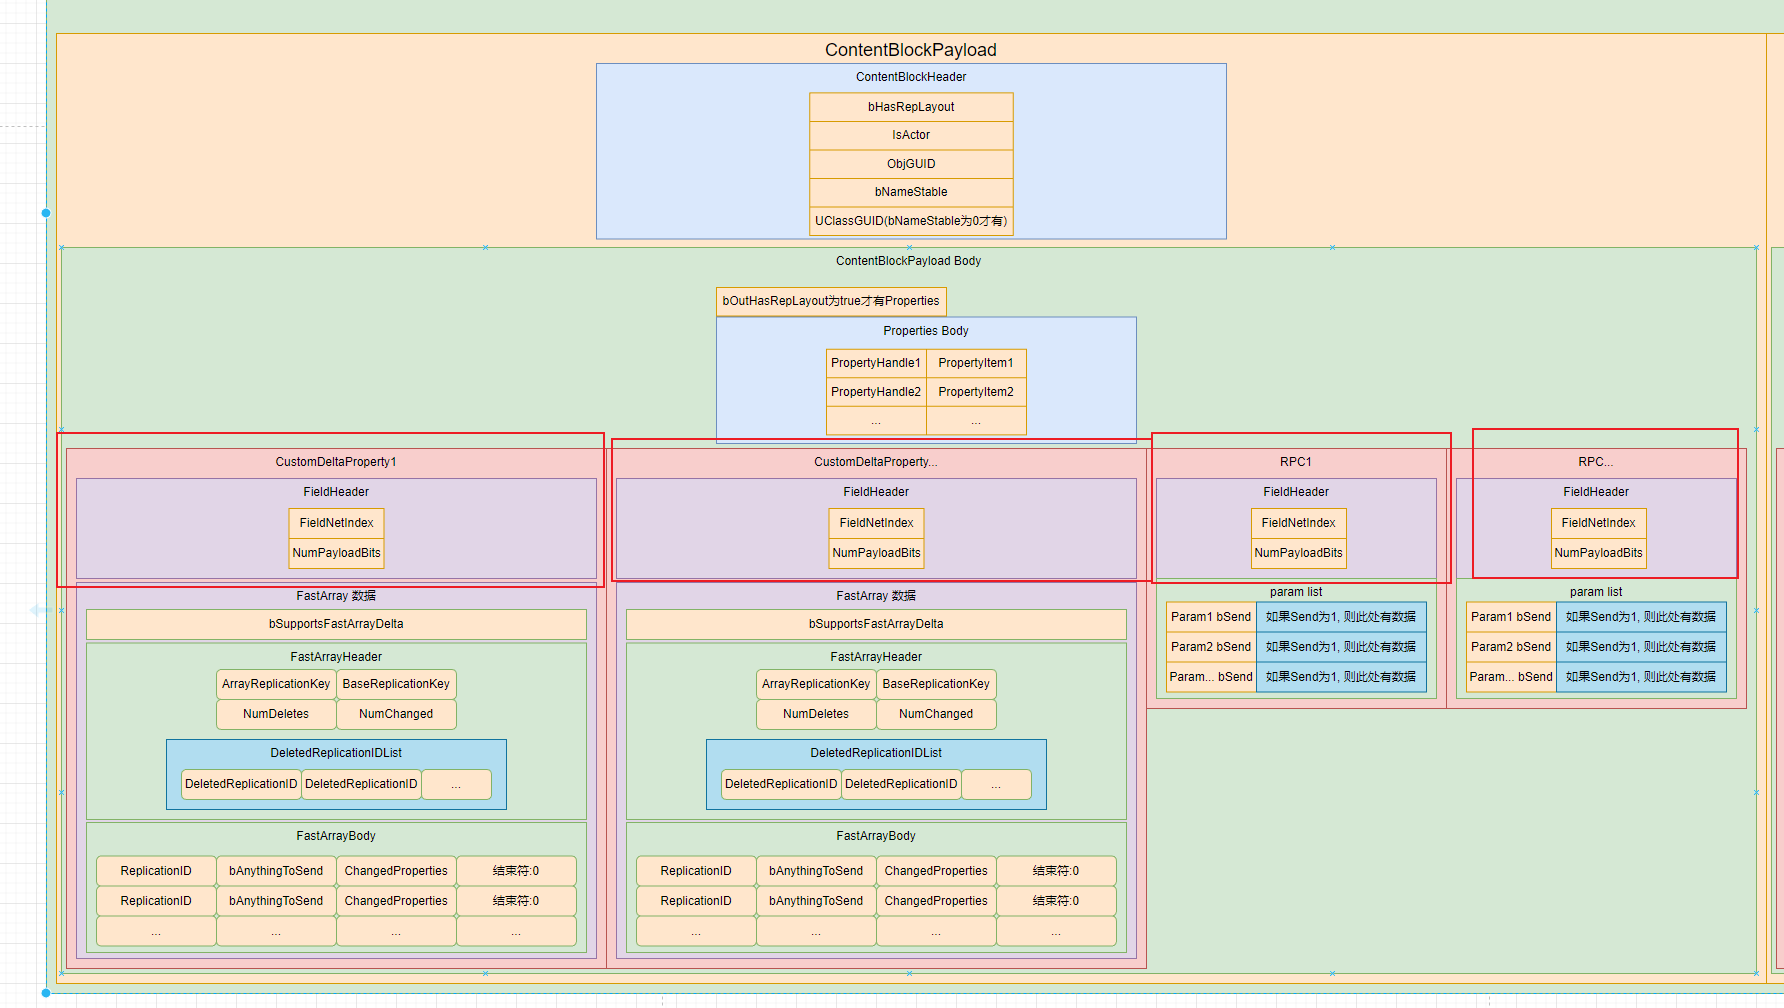 ContentBlockPayload
ContentBlockHeader
bHasRepLayout
IsActor
ObjGUID
bNameStable
UClassGUID(bNameStable为0才有)
ContentBlockPayload Body
bOutHasRepLayout为true才有Properties
Properties Body
PropertyHandle1 PropertyItem1
PropertyHandle2 PropertyItem2
... ...
CustomDeltaProperty1
FieldHeader
FieldNetIndex
NumPayloadBits
FastArray 数据
bSupportsFastArrayDelta
FastArrayHeader
ArrayReplicationKey BaseReplicationKey
NumDeletes NumChanged
DeletedReplicationIDList
DeletedReplicationID DeletedReplicationID ...
FastArrayBody
ReplicationID bAnythingToSend ChangedProperties 结束符:0
ReplicationID bAnythingToSend ChangedProperties 结束符:0
... ... ... ...
CustomDeltaProperty...
FieldHeader
FieldNetIndex
NumPayloadBits
FastArray 数据
bSupportsFastArrayDelta
FastArrayHeader
ArrayReplicationKey BaseReplicationKey
NumDeletes NumChanged
DeletedReplicationIDList
DeletedReplicationID DeletedReplicationID ...
FastArrayBody
ReplicationID bAnythingToSend ChangedProperties 结束符:0
ReplicationID bAnythingToSend ChangedProperties 结束符:0
... ... ... ...
RPC1
FieldHeader
FieldNetIndex
NumPayloadBits
param list
Param1 bSend 如果Send为1, 则此处有数据
Param2 bSend 如果Send为1, 则此处有数据
Param... bSend 如果Send为1, 则此处有数据
RPC...
FieldHeader
FieldNetIndex
NumPayloadBits
param list
Param1 bSend 如果Send为1, 则此处有数据
Param2 bSend 如果Send为1, 则此处有数据
Param... bSend 如果Send为1, 则此处有数据